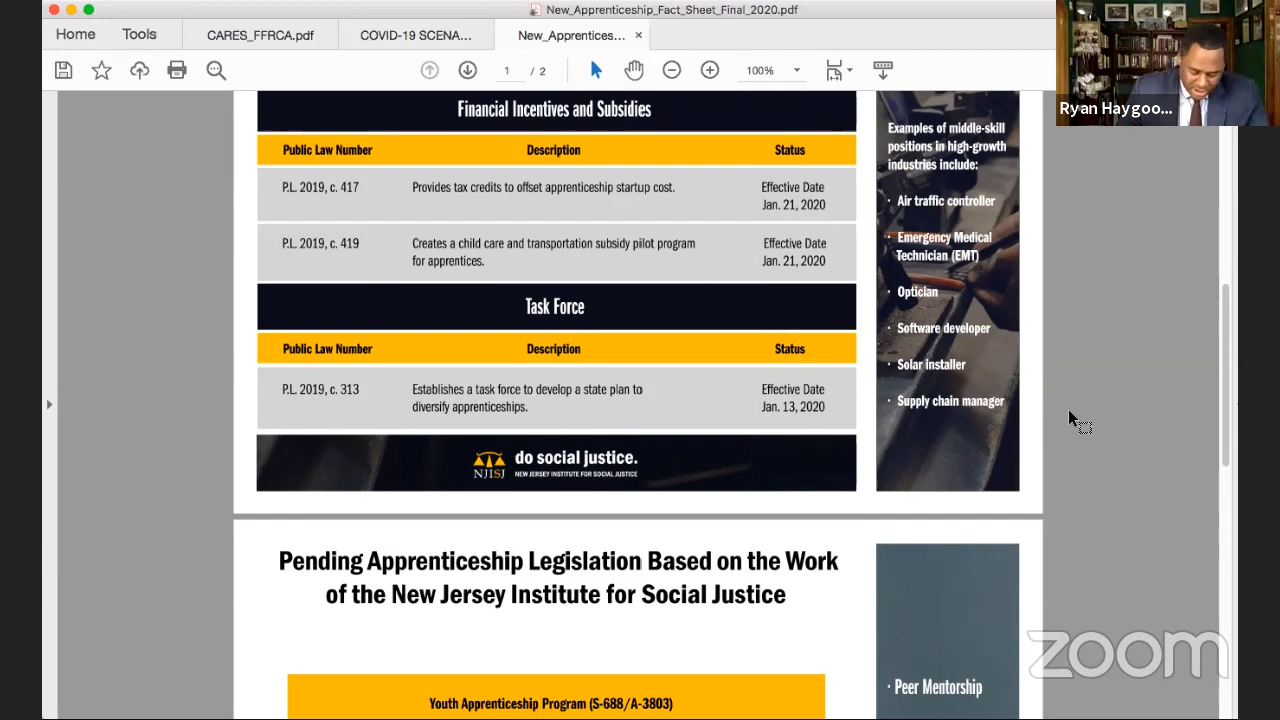 New_Apprenticeship_Fact_Sheet_Final_2020.pdf
Home
Tools
CARES_FFRCA.pdf
COVID-19 SCENA...
New_Apprentices...
×
1
/ 2
100%
Ryan Haygoo...
Financial Incentives and Subsidies
Public Law Number Description Status
P.L. 2019, c. 417 Provides tax credits to offset apprenticeship startup cost. Effective Date
Jan. 21, 2020
P.L. 2019, c. 419 Creates a child care and transportation subsidy pilot program Effective Date
for apprentices. Jan. 21, 2020
Task Force
Public Law Number Description Status
P.L. 2019, c. 313 Establishes a task force to develop a state plan to Effective Date
diversify apprenticeships. Jan. 13, 2020
NJISJ
do social justice.
NEW JERSEY INSTITUTE FOR SOCIAL JUSTICE
Examples of middle-skill
positions in high-growth
industries include:
· Air traffic controller
· Emergency Medical
Technician (EMT)
· Optician
· Software developer
· Solar installer
· Supply chain manager
Pending Apprenticeship Legislation Based on the Work
of the New Jersey Institute for Social Justice
Youth Apprenticeship Program (S-688/A-3803)
· Peer Mentorship
zoom